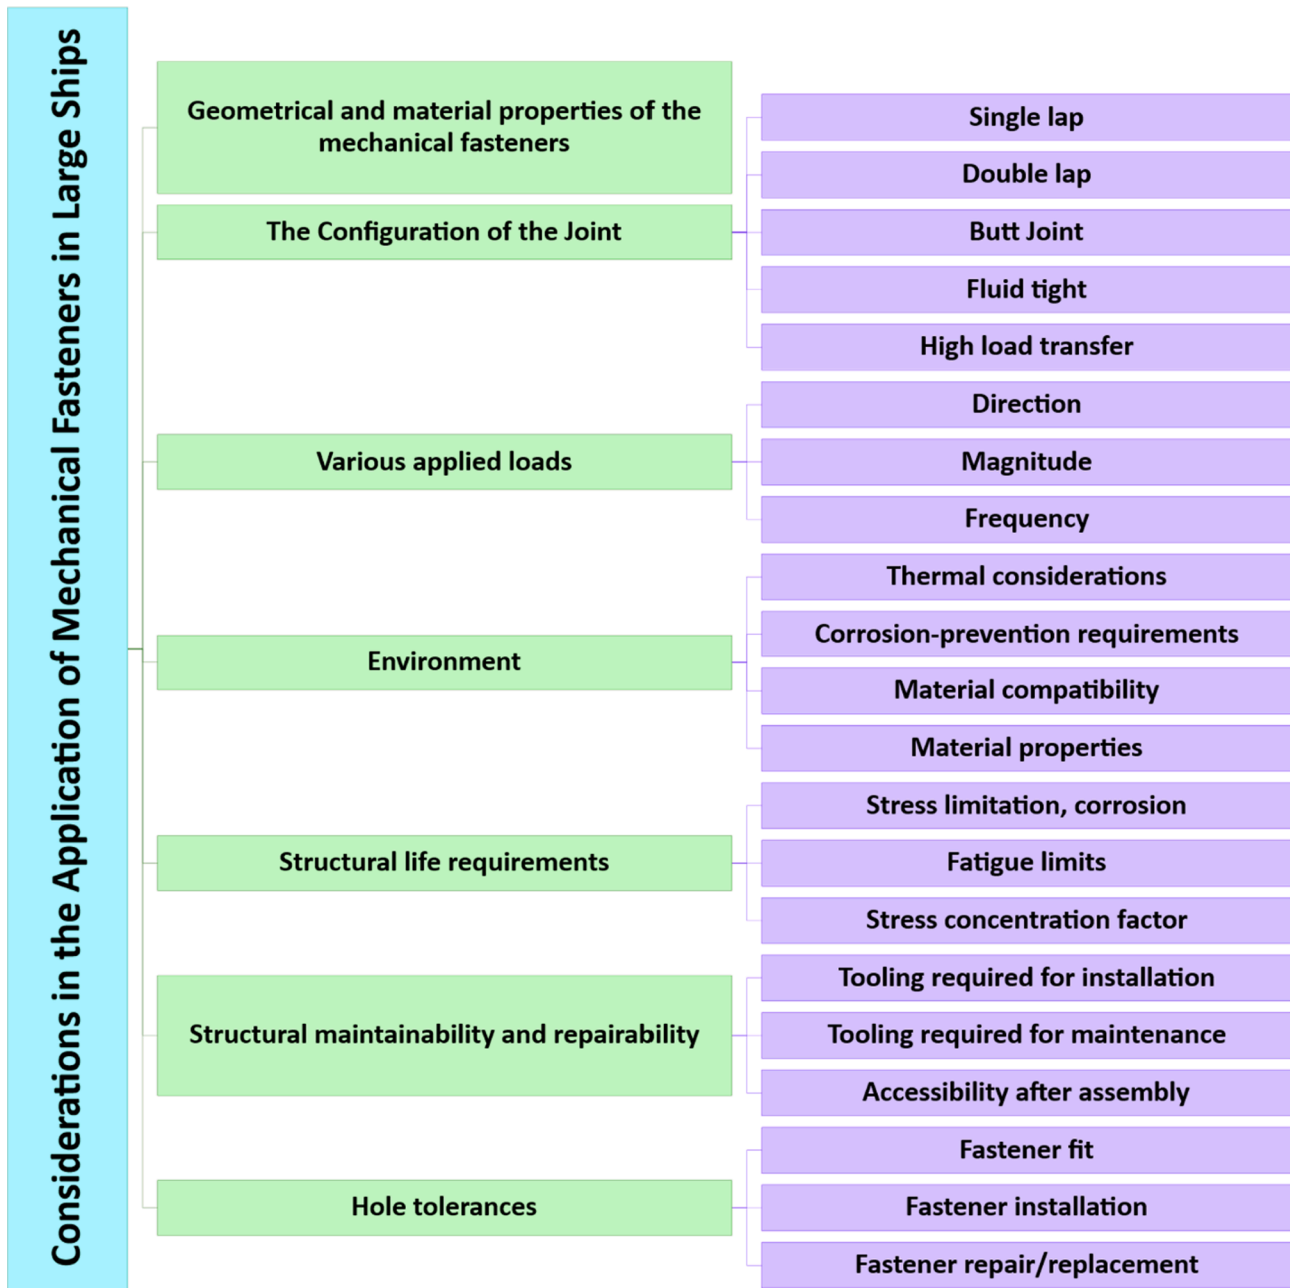 Considerations in the Application of Mechanical Fasteners in Large Ships
Geometrical and material properties of the
mechanical fasteners
The Configuration of the Joint
Single lap
Double lap
Butt Joint
Fluid tight
High load transfer
Various applied loads
Direction
Magnitude
Frequency
Environment
Thermal considerations
Corrosion-prevention requirements
Material compatibility
Material properties
Structural life requirements
Stress limitation, corrosion
Fatigue limits
Stress concentration factor
Structural maintainability and repairability
Tooling required for installation
Tooling required for maintenance
Accessibility after assembly
Hole tolerances
Fastener fit
Fastener installation
Fastener repair/replacement